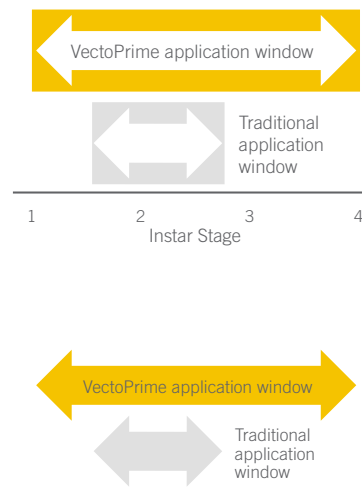 VectoPrime application window
Traditional
application
window
1 2 3 4
Instar Stage
VectoPrime application window
Traditional
application
window